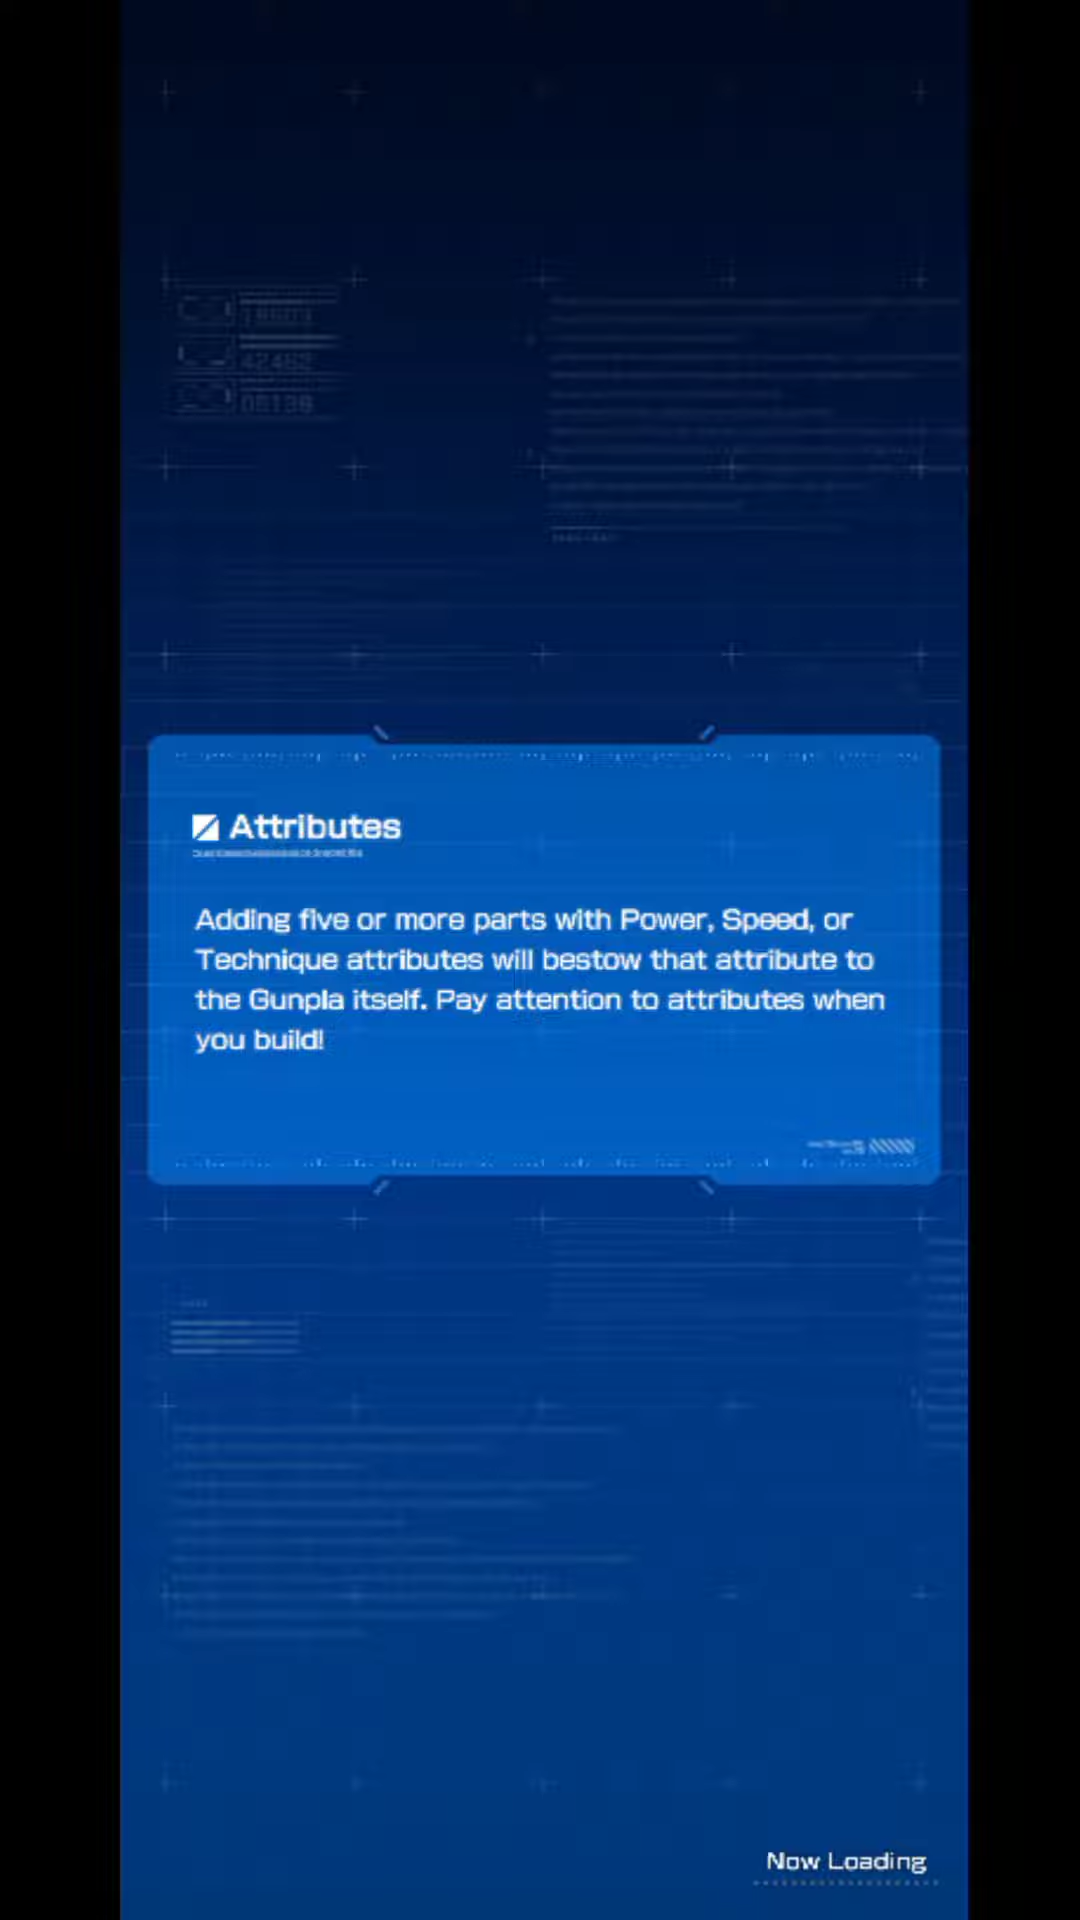 Attributes
Adding five or more parts with Power, Speed, or
Technique attributes will bestow that attribute to
the Gunpla itself. Pay attention to attributes when
you build!
Now Loading